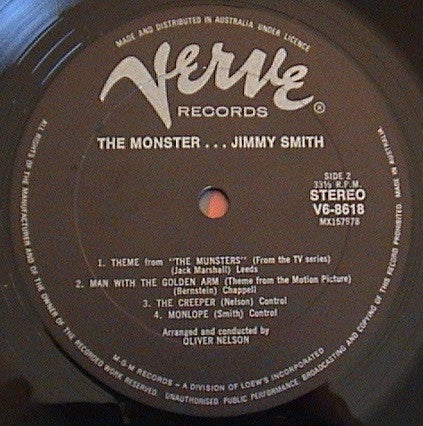 MADE AND DISTRIBUTED IN AUSTRALIA UNDER LICENCE
Verve
RECORDS ®
THE MONSTER . . . JIMMY SMITH
SIDE 2
33⅓ R.P.M.
STEREO
V6-8618
MX157978
1. THEME from "THE MUNSTERS" (From the TV series)
(Jack Marshall) Leeds
2. MAN WITH THE GOLDEN ARM (Theme from the Motion Picture)
(Bernstein) Chappell
3. THE CREEPER (Nelson) Control
4. MONLOPE (Smith) Control
Arranged and conducted by
OLIVER NELSON
M-G-M RECORDS - A DIVISION OF LOEW'S INCORPORATED
ALL RIGHTS OF THE MANUFACTURER AND OF THE OWNER OF THE RECORDED WORK RESERVED. UNAUTHORISED PUBLIC PERFORMANCE, BROADCASTING AND COPYING OF THIS RECORD PROHIBITED
MADE IN AUSTRALIA